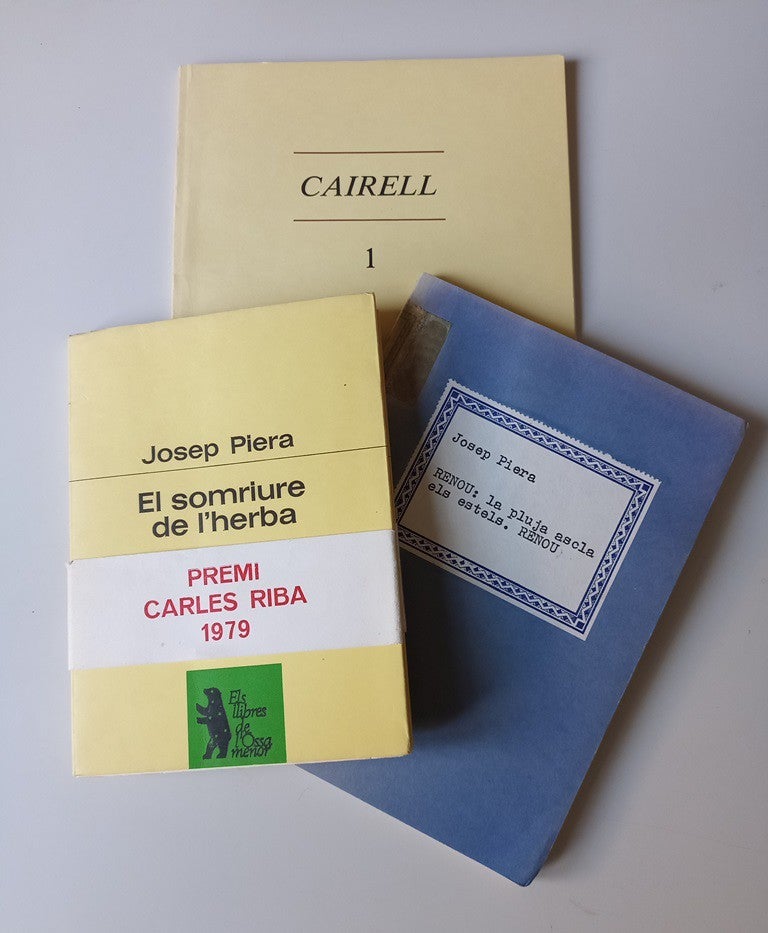 CAIRELL
1
Josep Piera
El somriure
de l'herba
PREMI
CARLES RIBA
1979
Els
llibres
de
l'Ossa
menor
Josep Piera
RENOU: la pluja ascla
els estels. RENOU